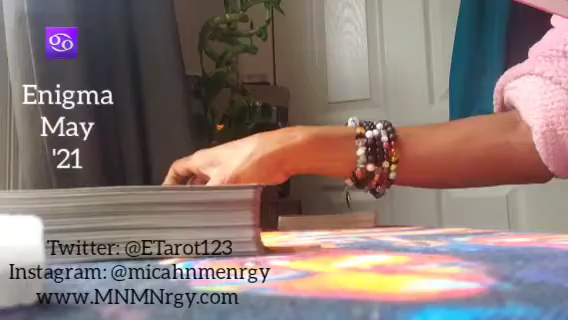 ♋
Enigma
May
'21
Twitter: @ETarot123
Instagram: @micahnmenrgy
www.MNMNrgy.com